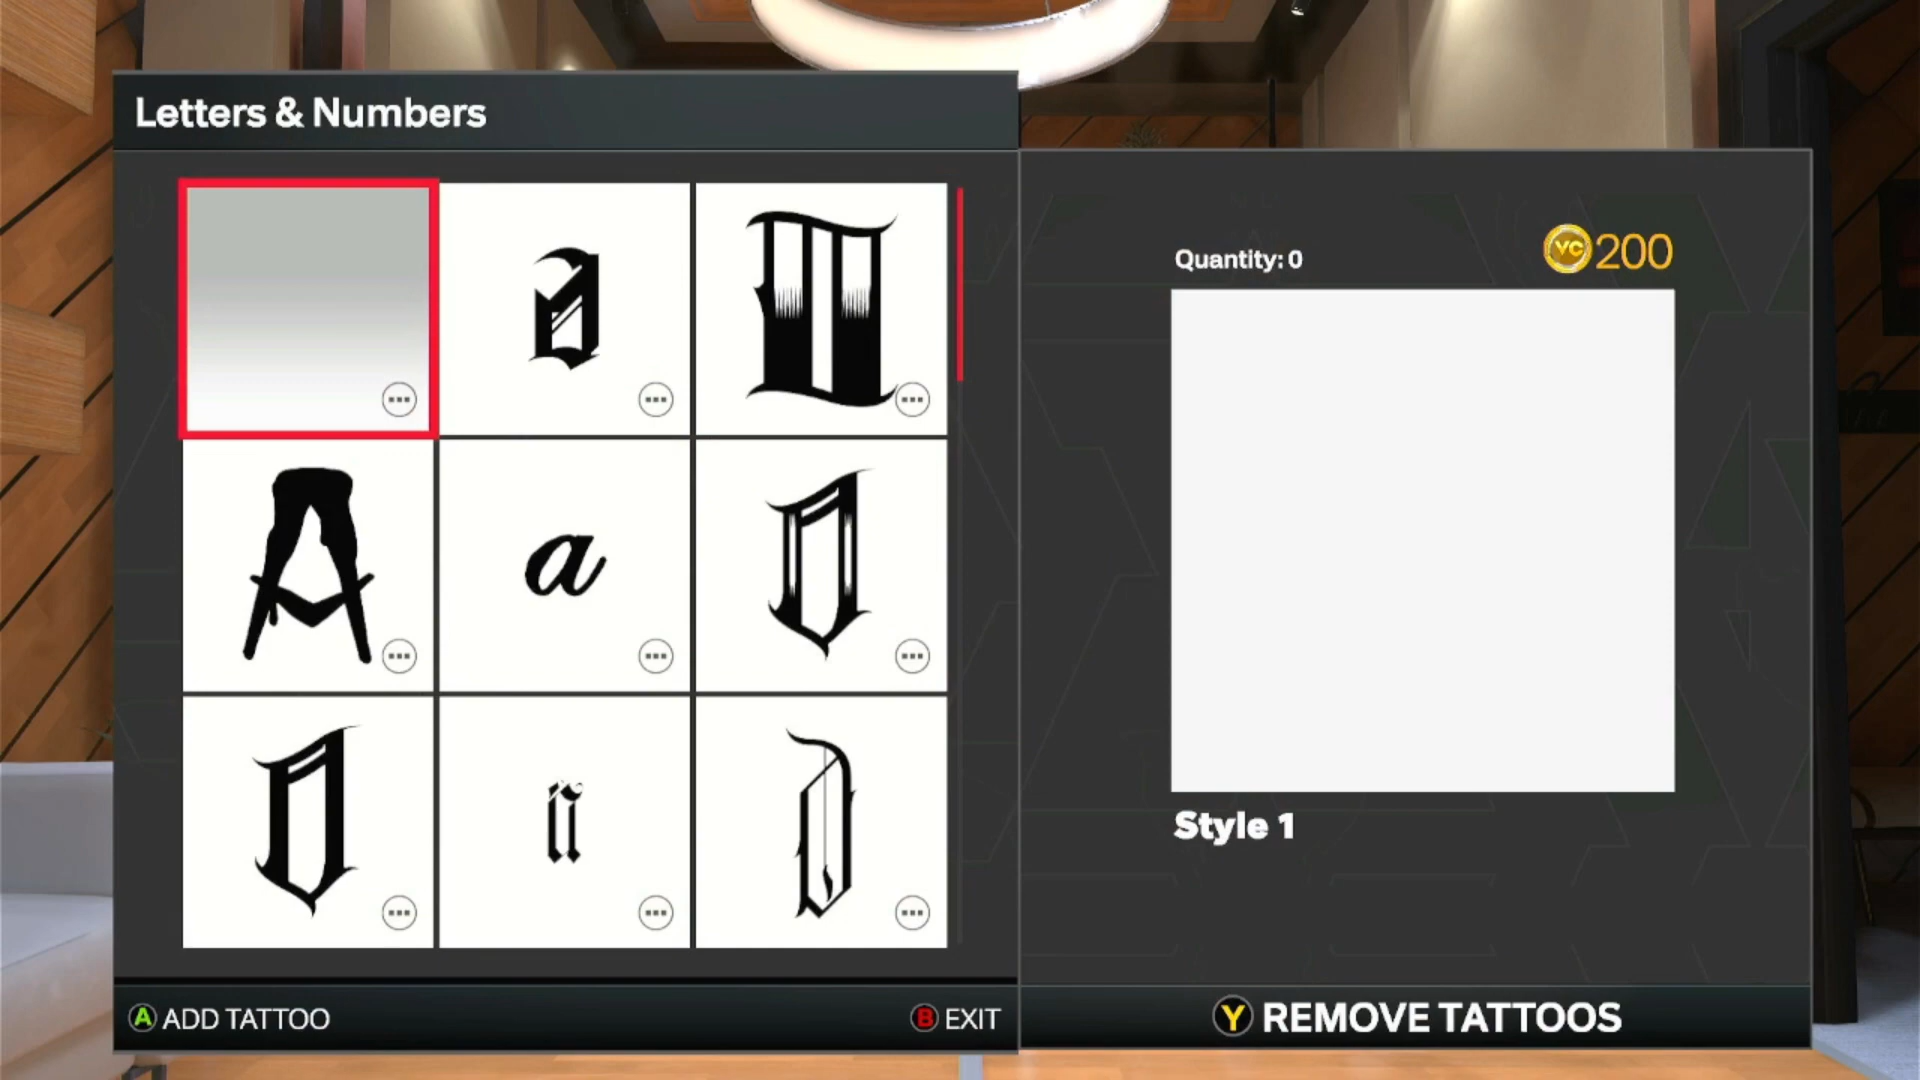 Letters & Numbers
a
A
a
Quantity: 0
VC 200
Style 1
A ADD TATTOO
B EXIT
Y REMOVE TATTOOS